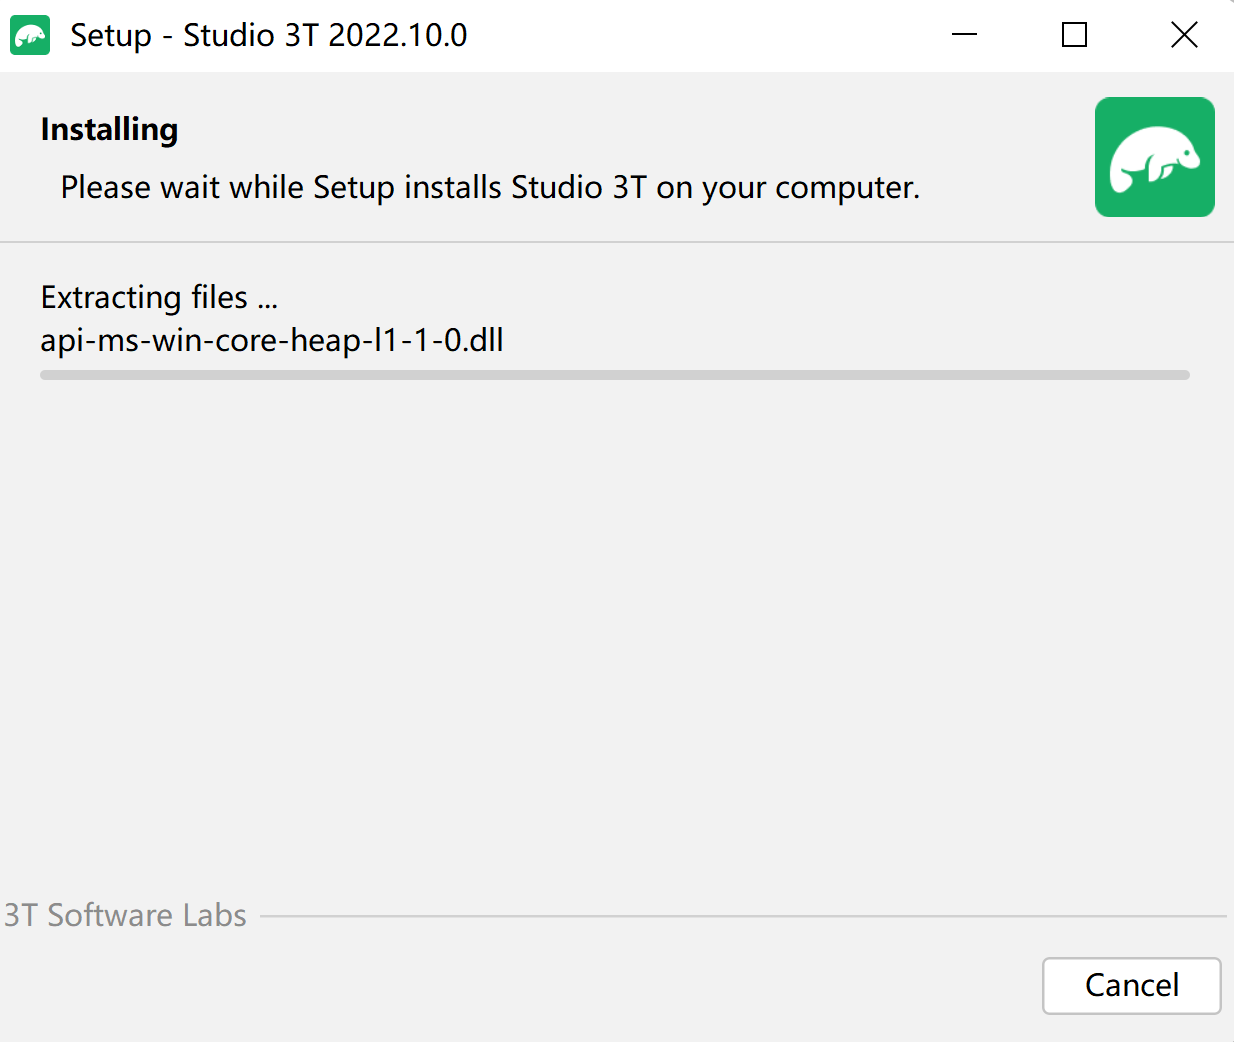 Setup - Studio 3T 2022.10.0
Installing
Please wait while Setup installs Studio 3T on your computer.
Extracting files ...
api-ms-win-core-heap-l1-1-0.dll
3T Software Labs
Cancel